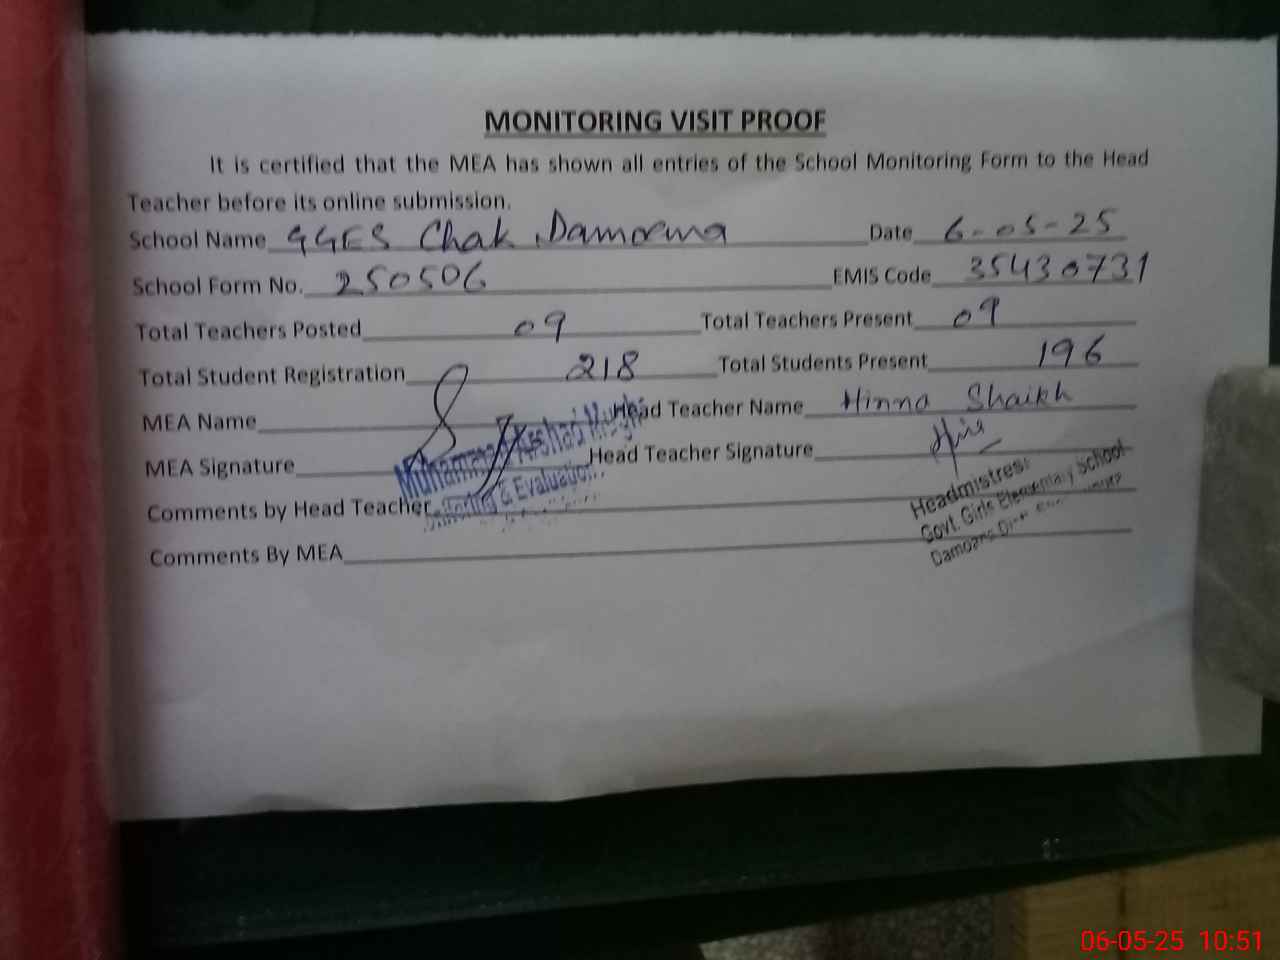 MONITORING VISIT PROOF
It is certified that the MEA has shown all entries of the School Monitoring Form to the Head
Teacher before its online submission.
School Name GGES Chak Damoana Date 6-05-25
School Form No. 250506 EMIS Code 35430731
Total Teachers Posted 09 Total Teachers Present 09
Total Student Registration 218 Total Students Present 196
MEA Name Head Teacher Name Hinna Shaikh
MEA Signature Head Teacher Signature
Muhammad Arshad
& Evaluation
Headmistress
Govt. Girls Elementary School
Comments by Head Teacher
Comments By MEA
06-05-25 10:51